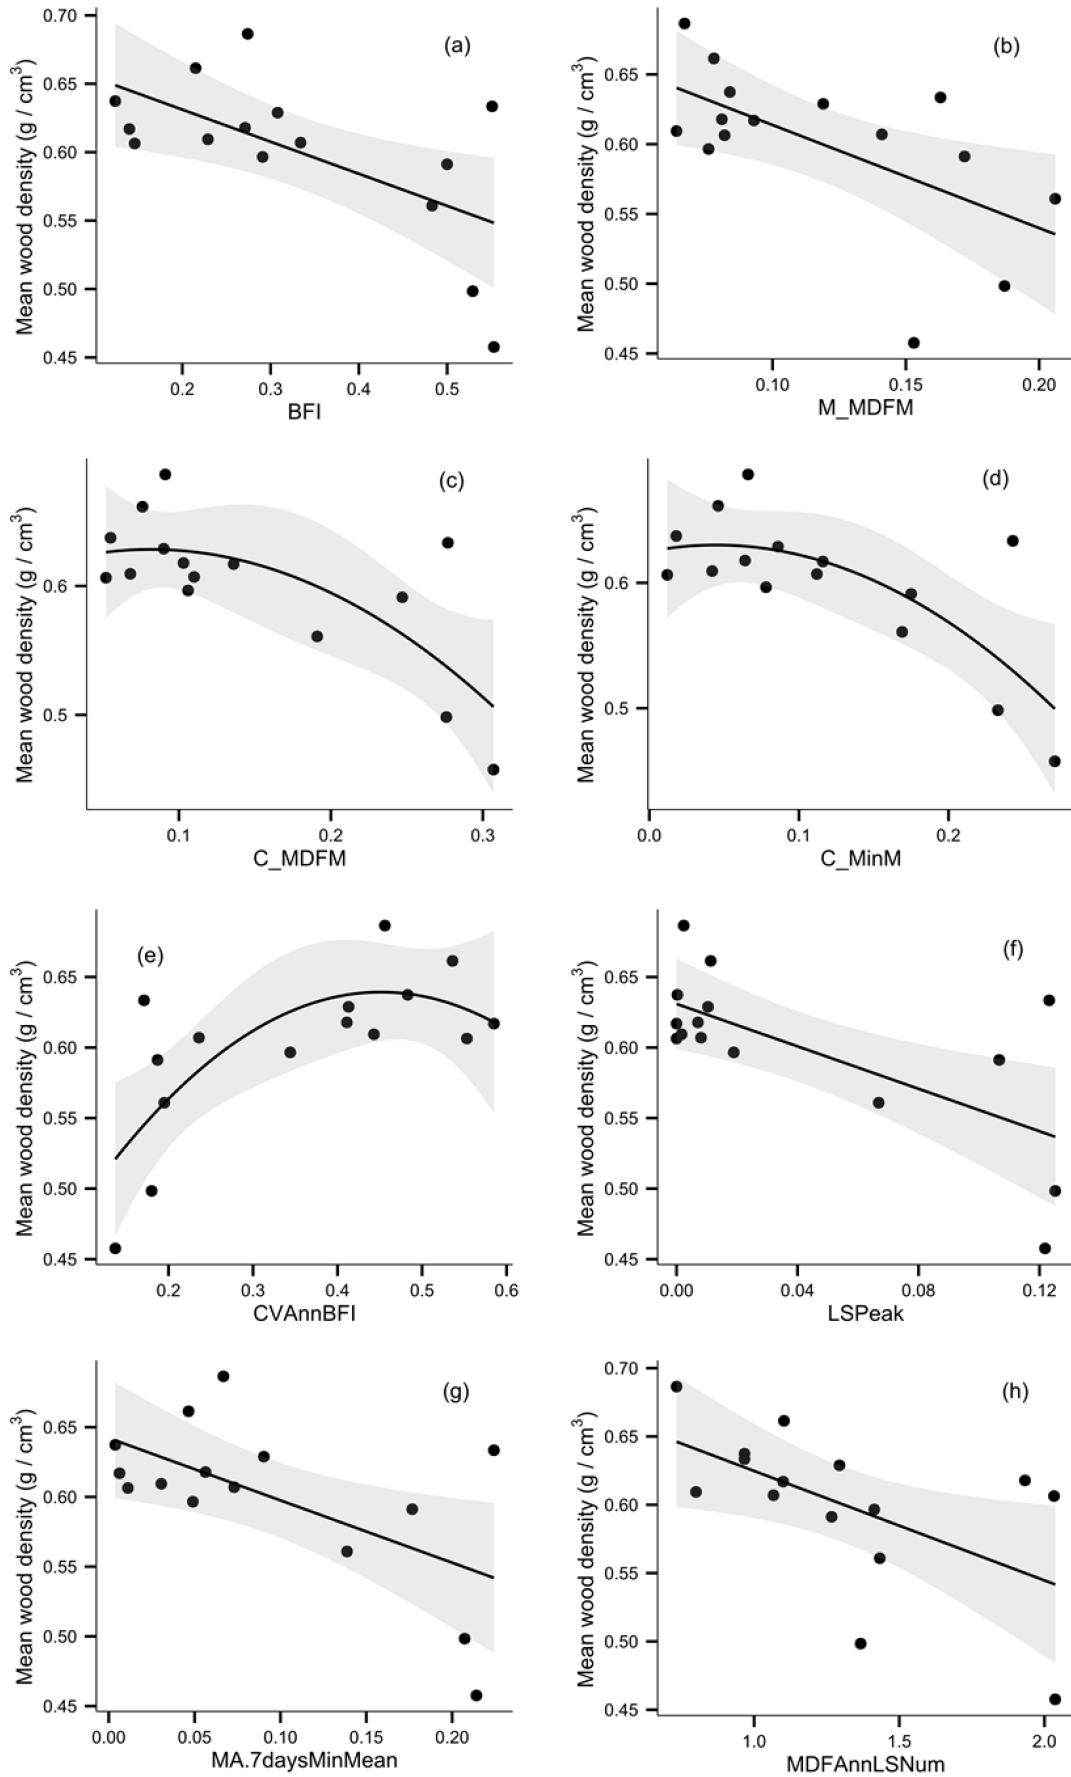 (a)
Mean wood density (g / cm³)
0.70
0.65
0.60
0.55
0.50
0.45
0.2 0.3 0.4 0.5
BFI
(b)
Mean wood density (g / cm³)
0.65
0.60
0.55
0.50
0.45
0.10 0.15 0.20
M_MDFM
(c)
Mean wood density (g / cm³)
0.6
0.5
0.1 0.2 0.3
C_MDFM
(d)
Mean wood density (g / cm³)
0.6
0.5
0.0 0.1 0.2
C_MinM
(e)
Mean wood density (g / cm³)
0.65
0.60
0.55
0.50
0.45
0.2 0.3 0.4 0.5 0.6
CVAnnBFI
(f)
Mean wood density (g / cm³)
0.65
0.60
0.55
0.50
0.45
0.00 0.04 0.08 0.12
LSPeak
(g)
Mean wood density (g / cm³)
0.65
0.60
0.55
0.50
0.45
0.00 0.05 0.10 0.15 0.20
MA.7daysMinMean
(h)
Mean wood density (g / cm³)
0.70
0.65
0.60
0.55
0.50
0.45
1.0 1.5 2.0
MDFAnnLSNum